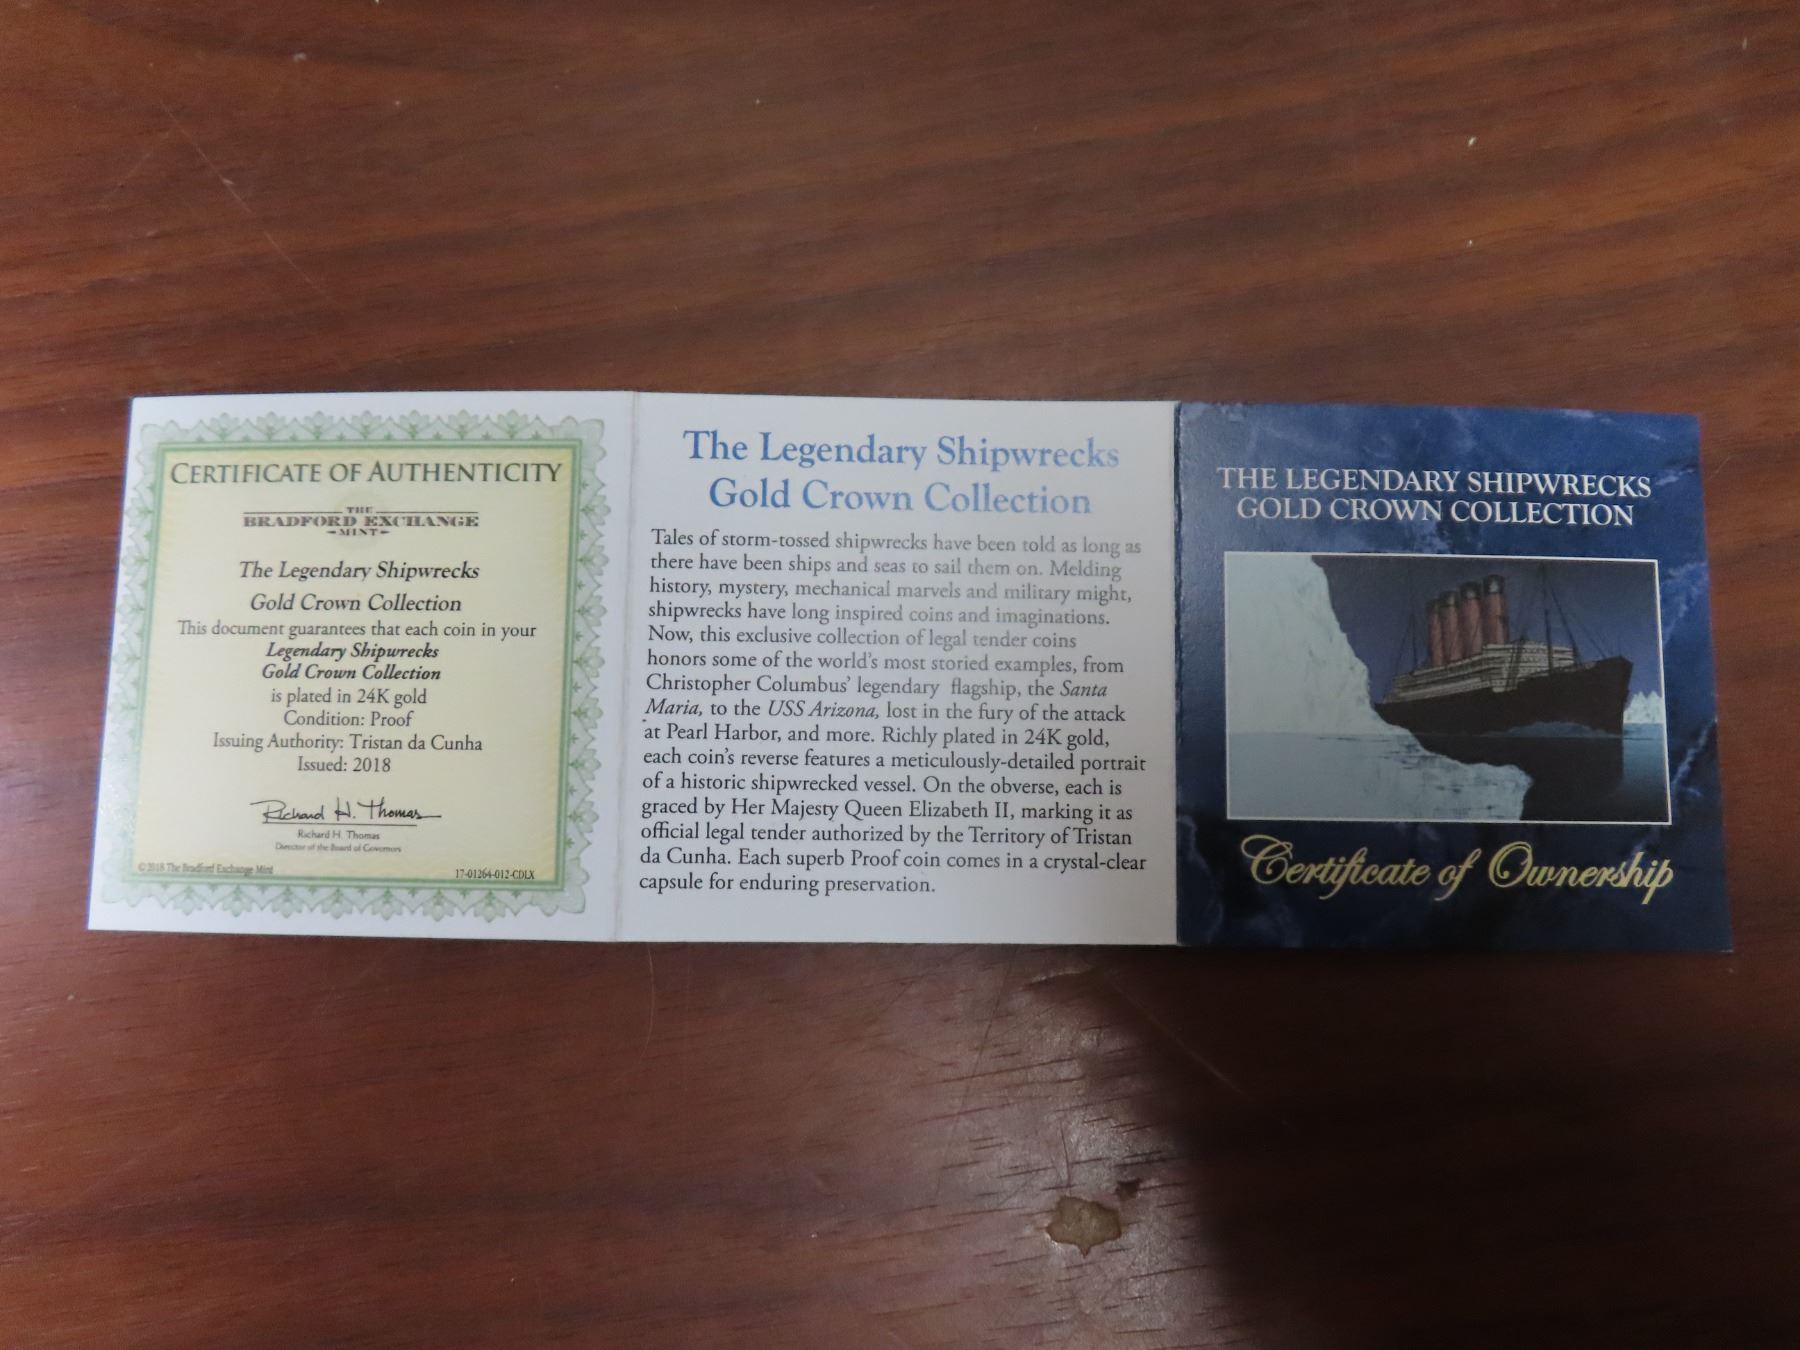 CERTIFICATE OF AUTHENTICITY
THE
BRADFORD EXCHANGE
MINT
The Legendary Shipwrecks
Gold Crown Collection
This document guarantees that each coin in your
Legendary Shipwrecks
Gold Crown Collection
is plated in 24K gold
Condition: Proof
Issuing Authority: Tristan da Cunha
Issued: 2018
Richard H. Thomas
Richard H. Thomas
Director of the Board of Governors
©2018 The Bradford Exchange Mint
17-01264-012-CDLX
The Legendary Shipwrecks
Gold Crown Collection
Tales of storm-tossed shipwrecks have been told as long as
there have been ships and seas to sail them on. Melding
history, mystery, mechanical marvels and military might,
shipwrecks have long inspired coins and imaginations.
Now, this exclusive collection of legal tender coins
honors some of the world's most storied examples, from
Christopher Columbus' legendary flagship, the Santa
Maria, to the USS Arizona, lost in the fury of the attack
at Pearl Harbor, and more. Richly plated in 24K gold,
each coin's reverse features a meticulously-detailed portrait
of a historic shipwrecked vessel. On the obverse, each is
graced by Her Majesty Queen Elizabeth II, marking it as
official legal tender authorized by the Territory of Tristan
da Cunha. Each superb Proof coin comes in a crystal-clear
capsule for enduring preservation.
THE LEGENDARY SHIPWRECKS
GOLD CROWN COLLECTION
Certificate of Ownership